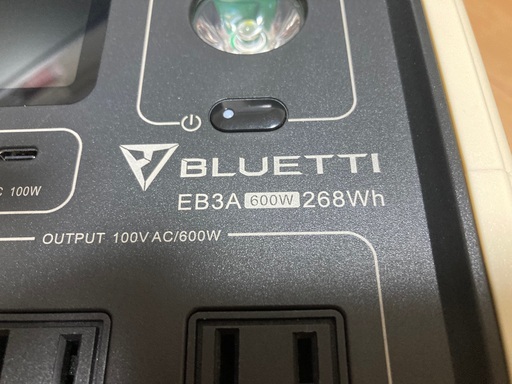 100W
BLUETTI
EB3A 600W 268Wh
OUTPUT 100V AC/600W